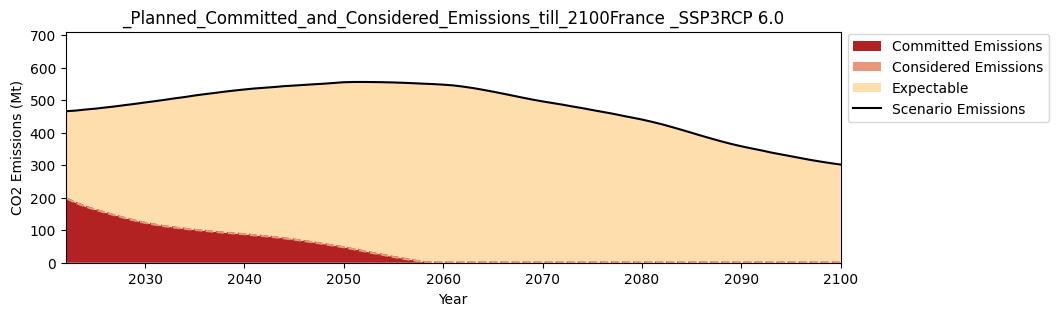 _Planned_Committed_and_Considered_Emissions_till_2100France _SSP3RCP 6.0
700
600
500
400
300
200
100
0
CO2 Emissions (Mt)
2030 2040 2050 2060 2070 2080 2090 2100
Year
Committed Emissions
Considered Emissions
Expectable
Scenario Emissions